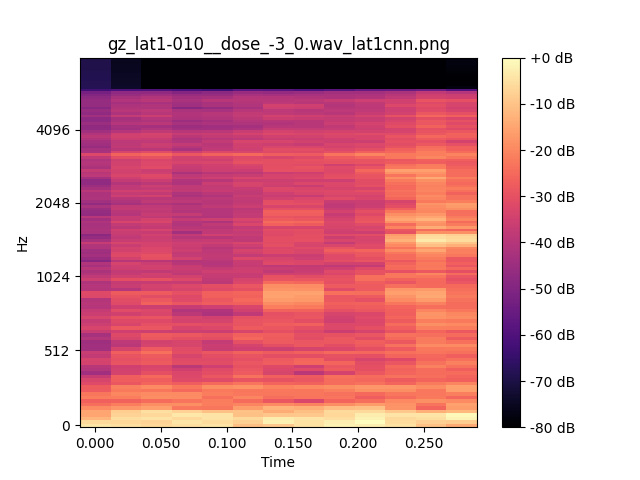 gz_lat1-010__dose_-3_0.wav_lat1cnn.png
+0 dB
4096
-10 dB
-20 dB
2048
-30 dB
Hz
-40 dB
1024
-50 dB
512
-60 dB
-70 dB
0
-80 dB
0.000 0.050 0.100 0.150 0.200 0.250
Time